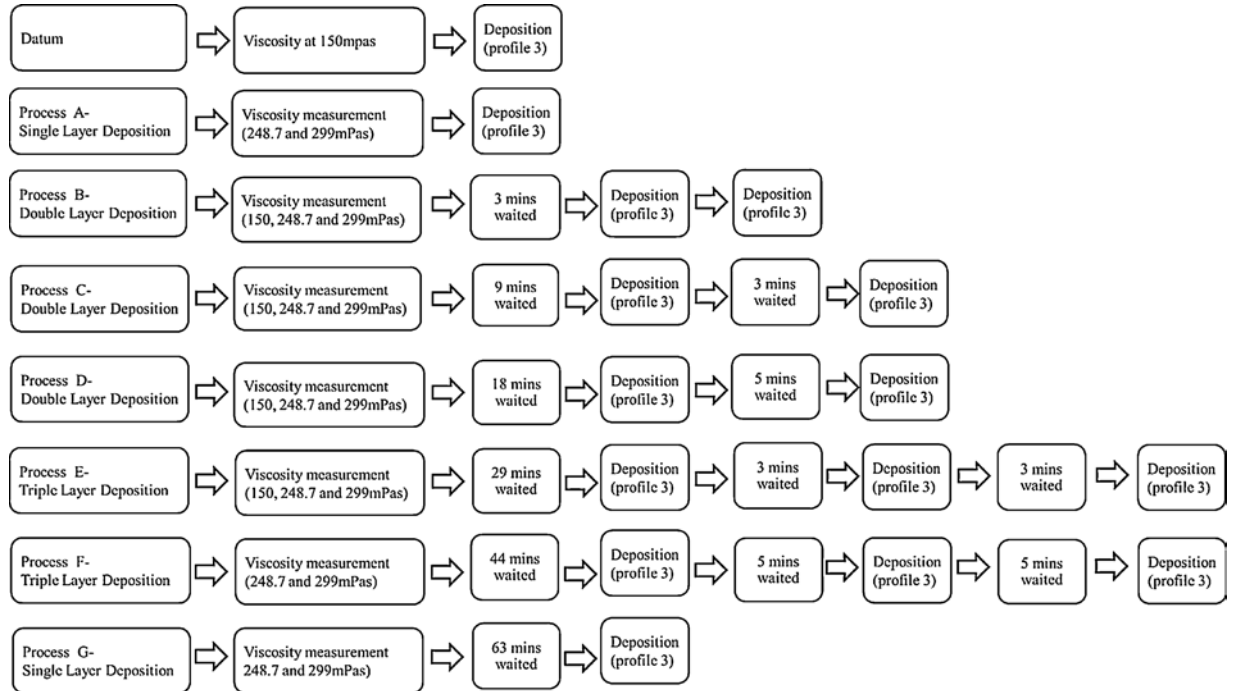 Datum
Viscosity at 150mpas
Deposition
(profile 3)
Process A-
Single Layer Deposition
Viscosity measurement
(248.7 and 299mPas)
Deposition
(profile 3)
Process B-
Double Layer Deposition
Viscosity measurement
(150, 248.7 and 299mPas)
3 mins
waited
Deposition
(profile 3)
Deposition
(profile 3)
Process C-
Double Layer Deposition
Viscosity measurement
(150, 248.7 and 299mPas)
9 mins
waited
Deposition
(profile 3)
3 mins
waited
Deposition
(profile 3)
Process D-
Double Layer Deposition
Viscosity measurement
(150, 248.7 and 299mPas)
18 mins
waited
Deposition
(profile 3)
5 mins
waited
Deposition
(profile 3)
Process E-
Triple Layer Deposition
Viscosity measurement
(150, 248.7 and 299mPas)
29 mins
waited
Deposition
(profile 3)
3 mins
waited
Deposition
(profile 3)
3 mins
waited
Deposition
(profile 3)
Process F-
Triple Layer Deposition
Viscosity measurement
(248.7 and 299mPas)
44 mins
waited
Deposition
(profile 3)
5 mins
waited
Deposition
(profile 3)
5 mins
waited
Deposition
(profile 3)
Process G-
Single Layer Deposition
Viscosity measurement
248.7 and 299mPas)
63 mins
waited
Deposition
(profile 3)